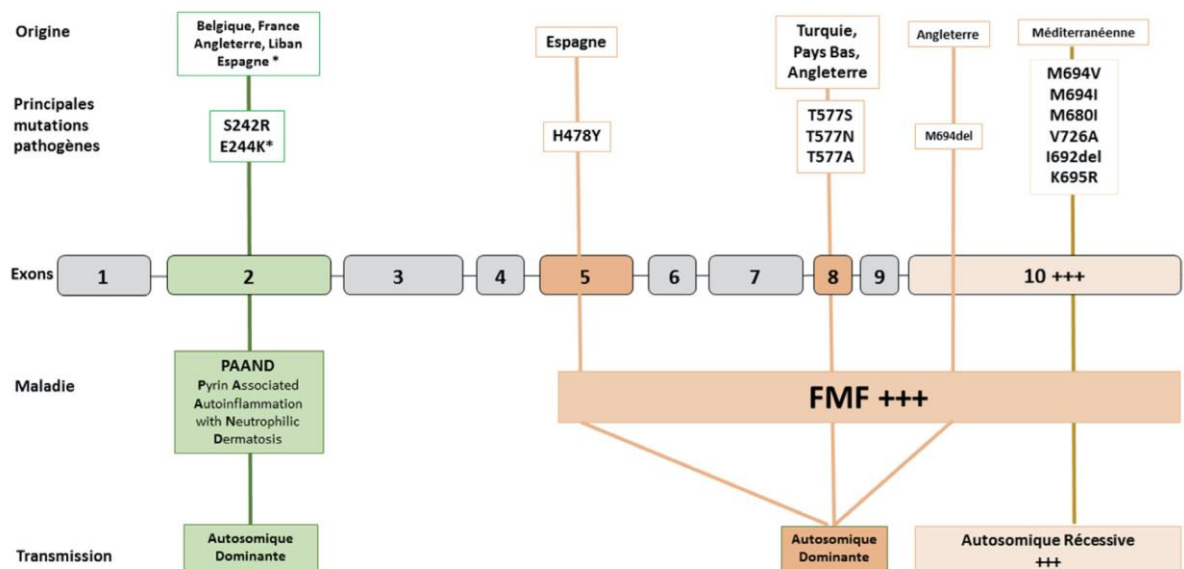 Origine
Belgique, France
Angleterre, Liban
Espagne *
Espagne
Turquie,
Pays Bas,
Angleterre
Angleterre
Méditerranéenne
Principales
mutations
pathogènes
S242R
E244K*
H478Y
T577S
T577N
T577A
M694del
M694V
M694I
M680I
V726A
I692del
K695R
Exons
1
2
3
4
5
6
7
8
9
10 +++
Maladie
PAAND
Pyrin Associated
Autoinflammation
with Neutrophilic
Dermatosis
FMF +++
Transmission
Autosomique
Dominante
Autosomique
Dominante
Autosomique Récessive
+++